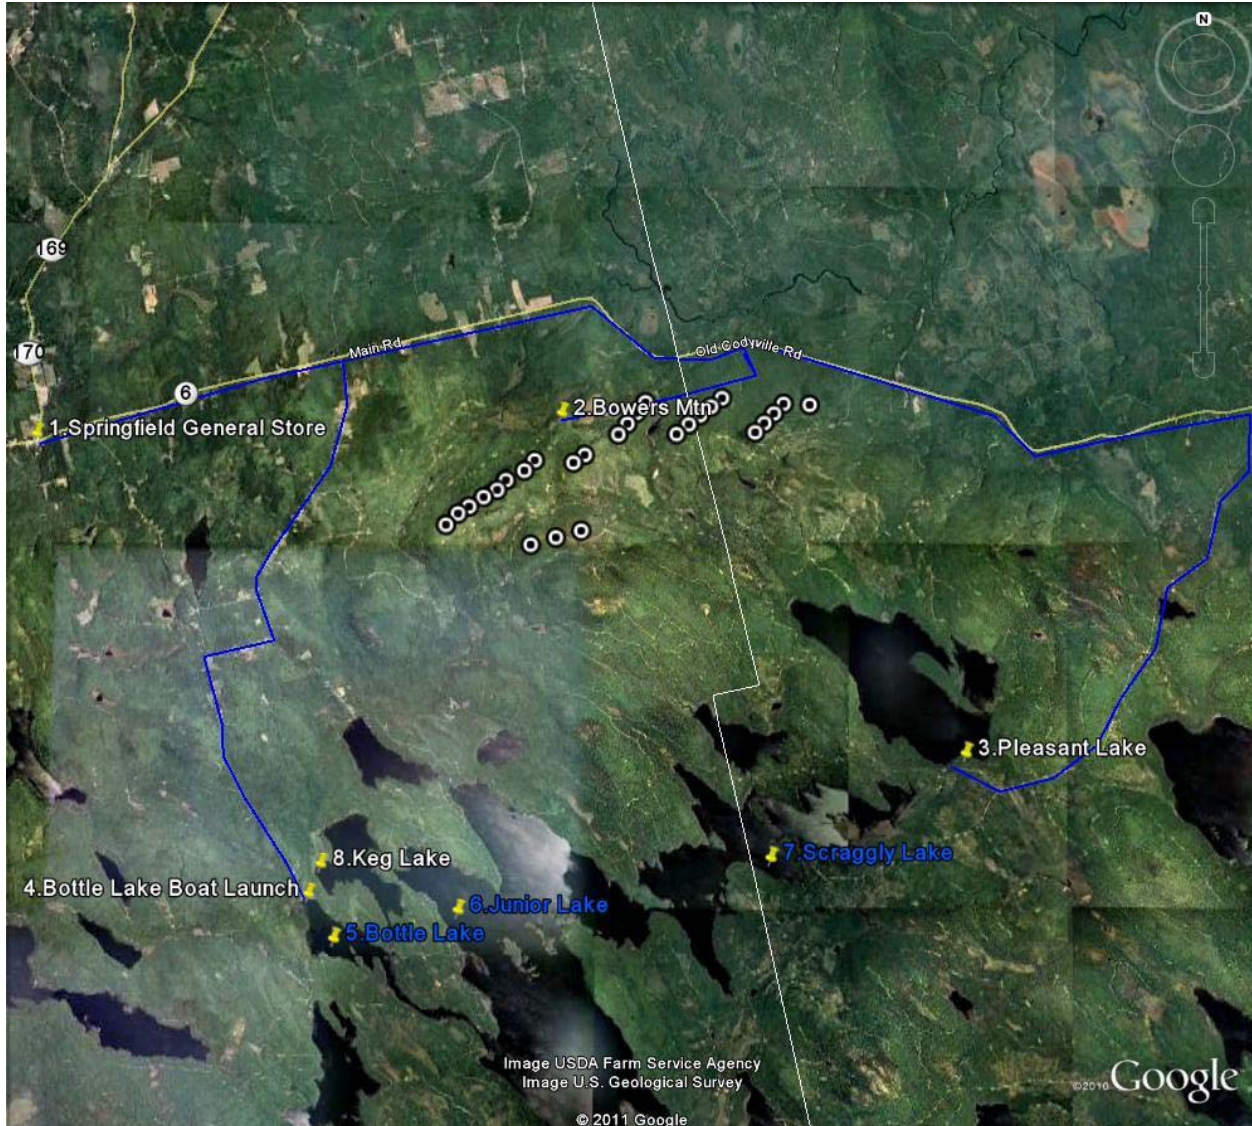 N
169
170
Main Rd
Old Codyville Rd
6
2.Bowers Mtn
1.Springfield General Store
3.Pleasant Lake
7.Scraggly Lake
8.Keg Lake
4.Bottle Lake Boat Launch
6.Junior Lake
5.Bottle Lake
Image USDA Farm Service Agency
Image U.S. Geological Survey
©2010 Google
© 2011 Google